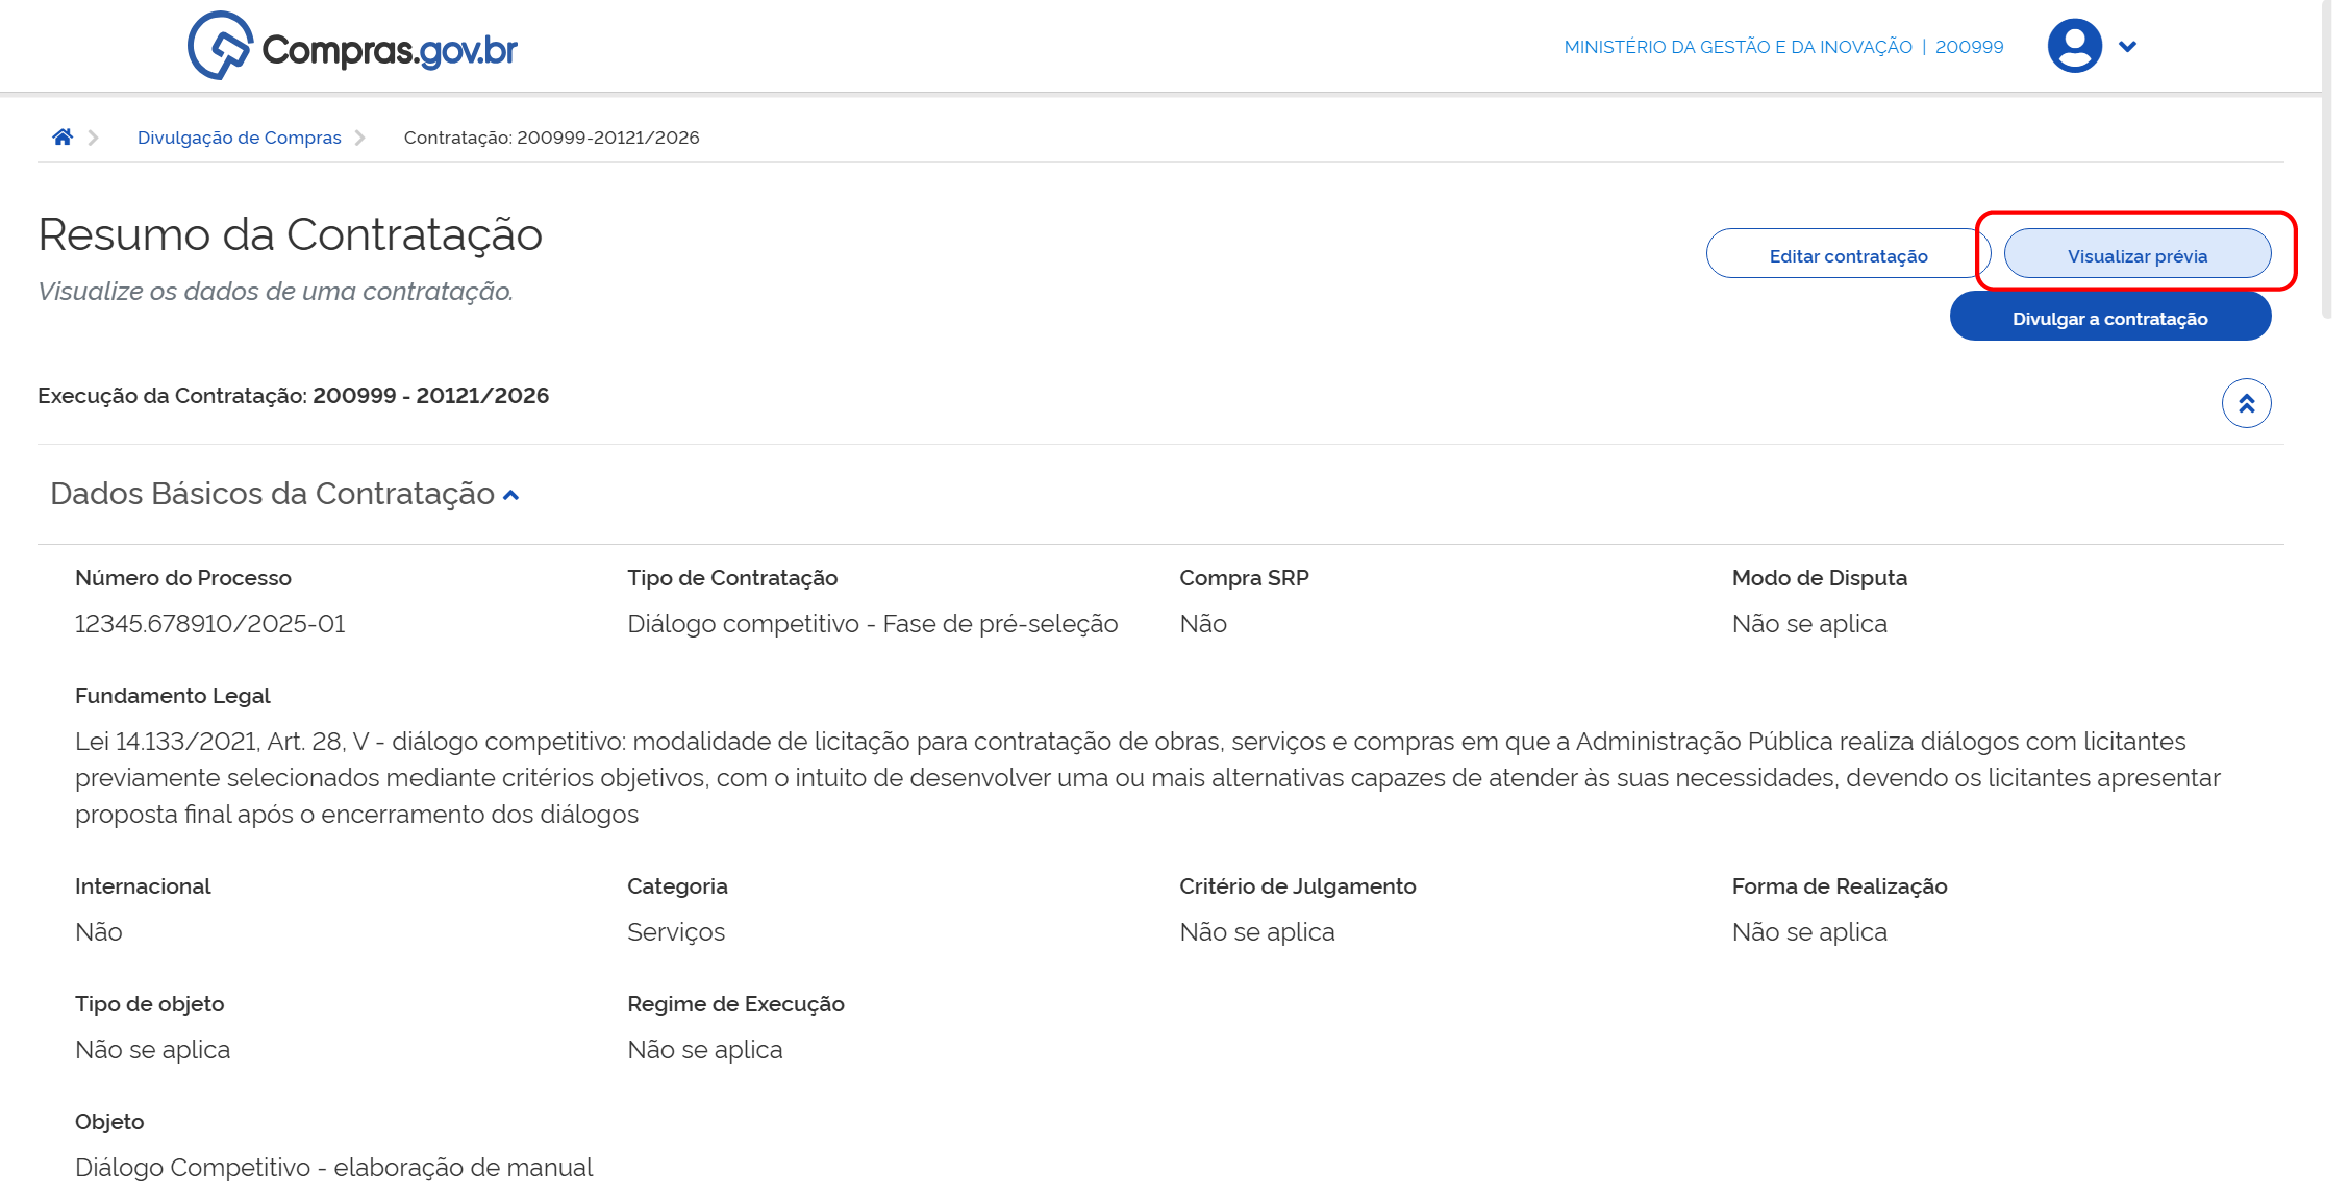 Compras.gov.br
MINISTÉRIO DA GESTÃO E DA INOVAÇÃO | 200999
Divulgação de Compras
Contratação: 200999-20121/2026
Resumo da Contratação
Visualize os dados de uma contratação.
Editar contratação
Visualizar prévia
Divulgar a contratação
Execução da Contratação: 200999 - 20121/2026
Dados Básicos da Contratação
Número do Processo
12345.678910/2025-01
Tipo de Contratação
Diálogo competitivo - Fase de pré-seleção
Compra SRP
Não
Modo de Disputa
Não se aplica
Fundamento Legal
Lei 14.133/2021, Art. 28, V - diálogo competitivo: modalidade de licitação para contratação de obras, serviços e compras em que a Administração Pública realiza diálogos com licitantes
previamente selecionados mediante critérios objetivos, com o intuito de desenvolver uma ou mais alternativas capazes de atender às suas necessidades, devendo os licitantes apresentar
proposta final após o encerramento dos diálogos
Internacional
Não
Categoria
Serviços
Critério de Julgamento
Não se aplica
Forma de Realização
Não se aplica
Tipo de objeto
Não se aplica
Regime de Execução
Não se aplica
Objeto
Diálogo Competitivo - elaboração de manual